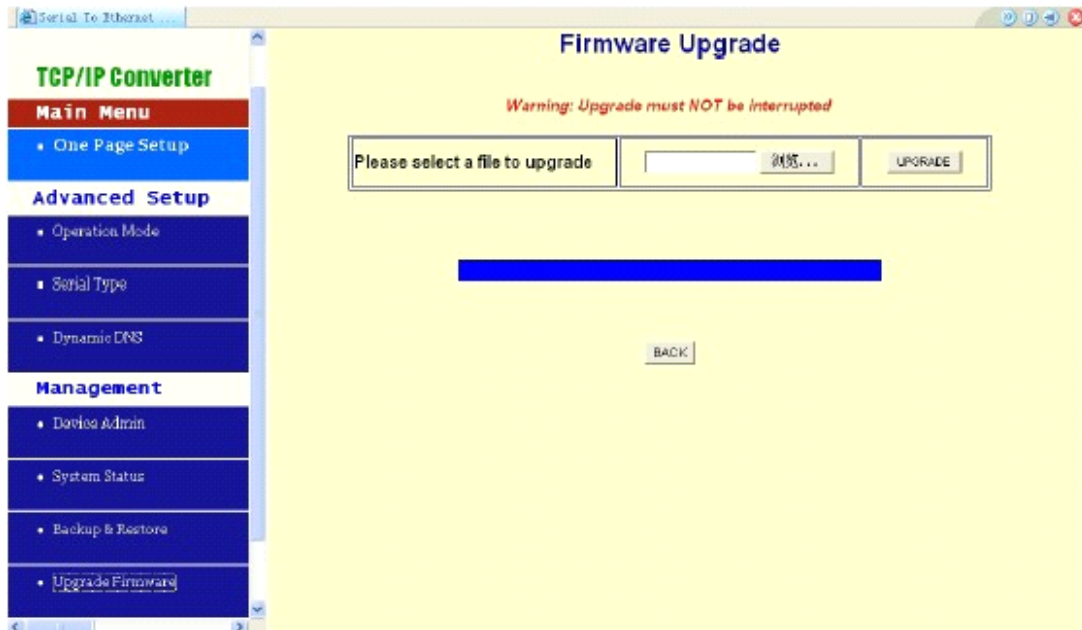 Serial To Ethernet ...
TCP/IP Converter
Main Menu
One Page Setup
Advanced Setup
Operation Mode
Serial Type
Dynamic DNS
Management
Device Admin
System Status
Backup & Restore
Upgrade Firmware
Firmware Upgrade
Warning: Upgrade must NOT be interrupted
Please select a file to upgrade
浏览...
UPGRADE
BACK